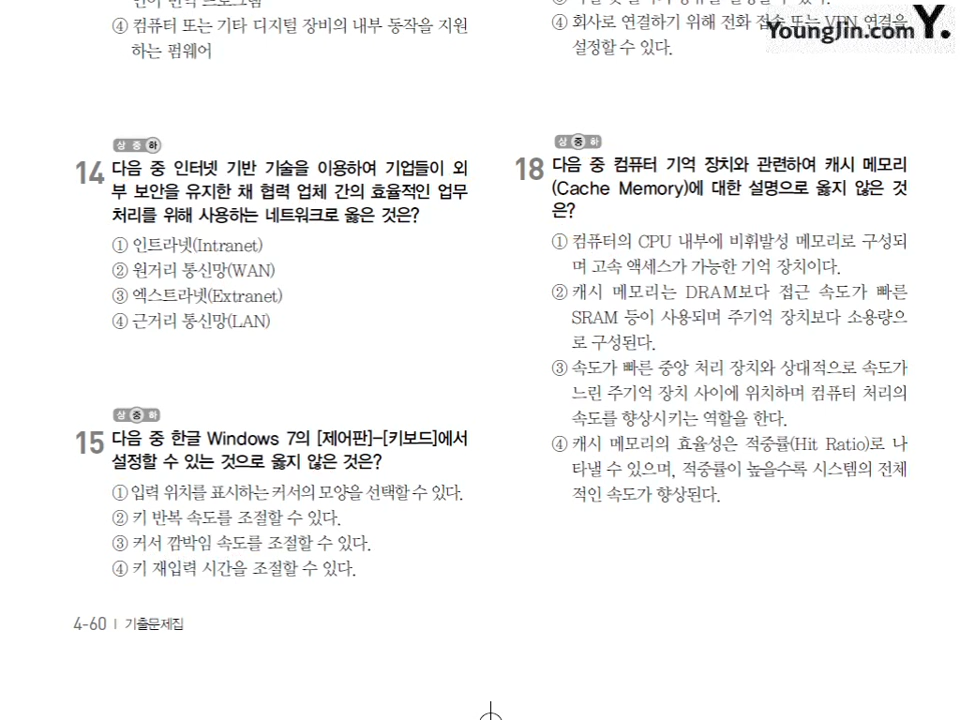 ④ 컴퓨터 또는 기타 디지털 장비의 내부 동작을 지원
하는 펌웨어
상 중 하
14 다음 중 인터넷 기반 기술을 이용하여 기업들이 외
부 보안을 유지한 채 협력 업체 간의 효율적인 업무
처리를 위해 사용하는 네트워크로 옳은 것은?
① 인트라넷(Intranet)
② 원거리 통신망(WAN)
③ 엑스트라넷(Extranet)
④ 근거리 통신망(LAN)
상 중 하
15 다음 중 한글 Windows 7의 [제어판]-[키보드]에서
설정할 수 있는 것으로 옳지 않은 것은?
① 입력 위치를 표시하는 커서의 모양을 선택할 수 있다.
② 키 반복 속도를 조절할 수 있다.
③ 커서 깜박임 속도를 조절할 수 있다.
④ 키 재입력 시간을 조절할 수 있다.
4-60 | 기출문제집
④ 회사로 연결하기 위해 전화 접속 또는 VPN 연결을
설정할 수 있다.
YoungJin.com Y.
상 중 하
18 다음 중 컴퓨터 기억 장치와 관련하여 캐시 메모리
(Cache Memory)에 대한 설명으로 옳지 않은 것
은?
① 컴퓨터의 CPU 내부에 비휘발성 메모리로 구성되
며 고속 액세스가 가능한 기억 장치이다.
② 캐시 메모리는 DRAM보다 접근 속도가 빠른
SRAM 등이 사용되며 주기억 장치보다 소용량으
로 구성된다.
③ 속도가 빠른 중앙 처리 장치와 상대적으로 속도가
느린 주기억 장치 사이에 위치하며 컴퓨터 처리의
속도를 향상시키는 역할을 한다.
④ 캐시 메모리의 효율성은 적중률(Hit Ratio)로 나
타낼 수 있으며, 적중률이 높을수록 시스템의 전체
적인 속도가 향상된다.